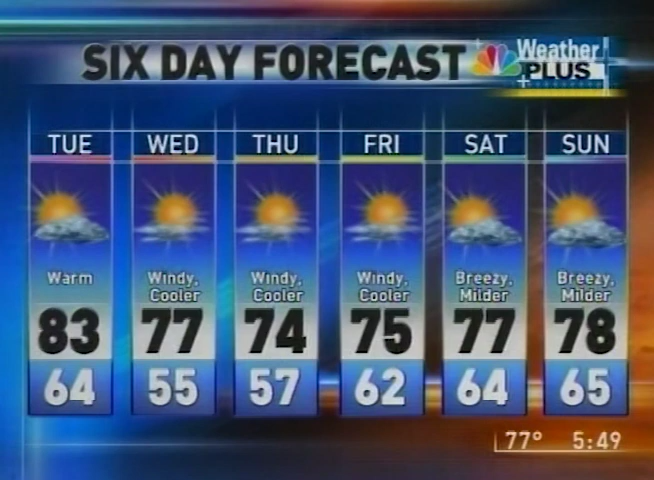 SIX DAY FORECAST
Weather
PLUS
TUE WED THU FRI SAT SUN
Warm Windy, Cooler Windy, Cooler Windy, Cooler Breezy, Milder Breezy, Milder
83 77 74 75 77 78
64 55 57 62 64 65
77° 5:49